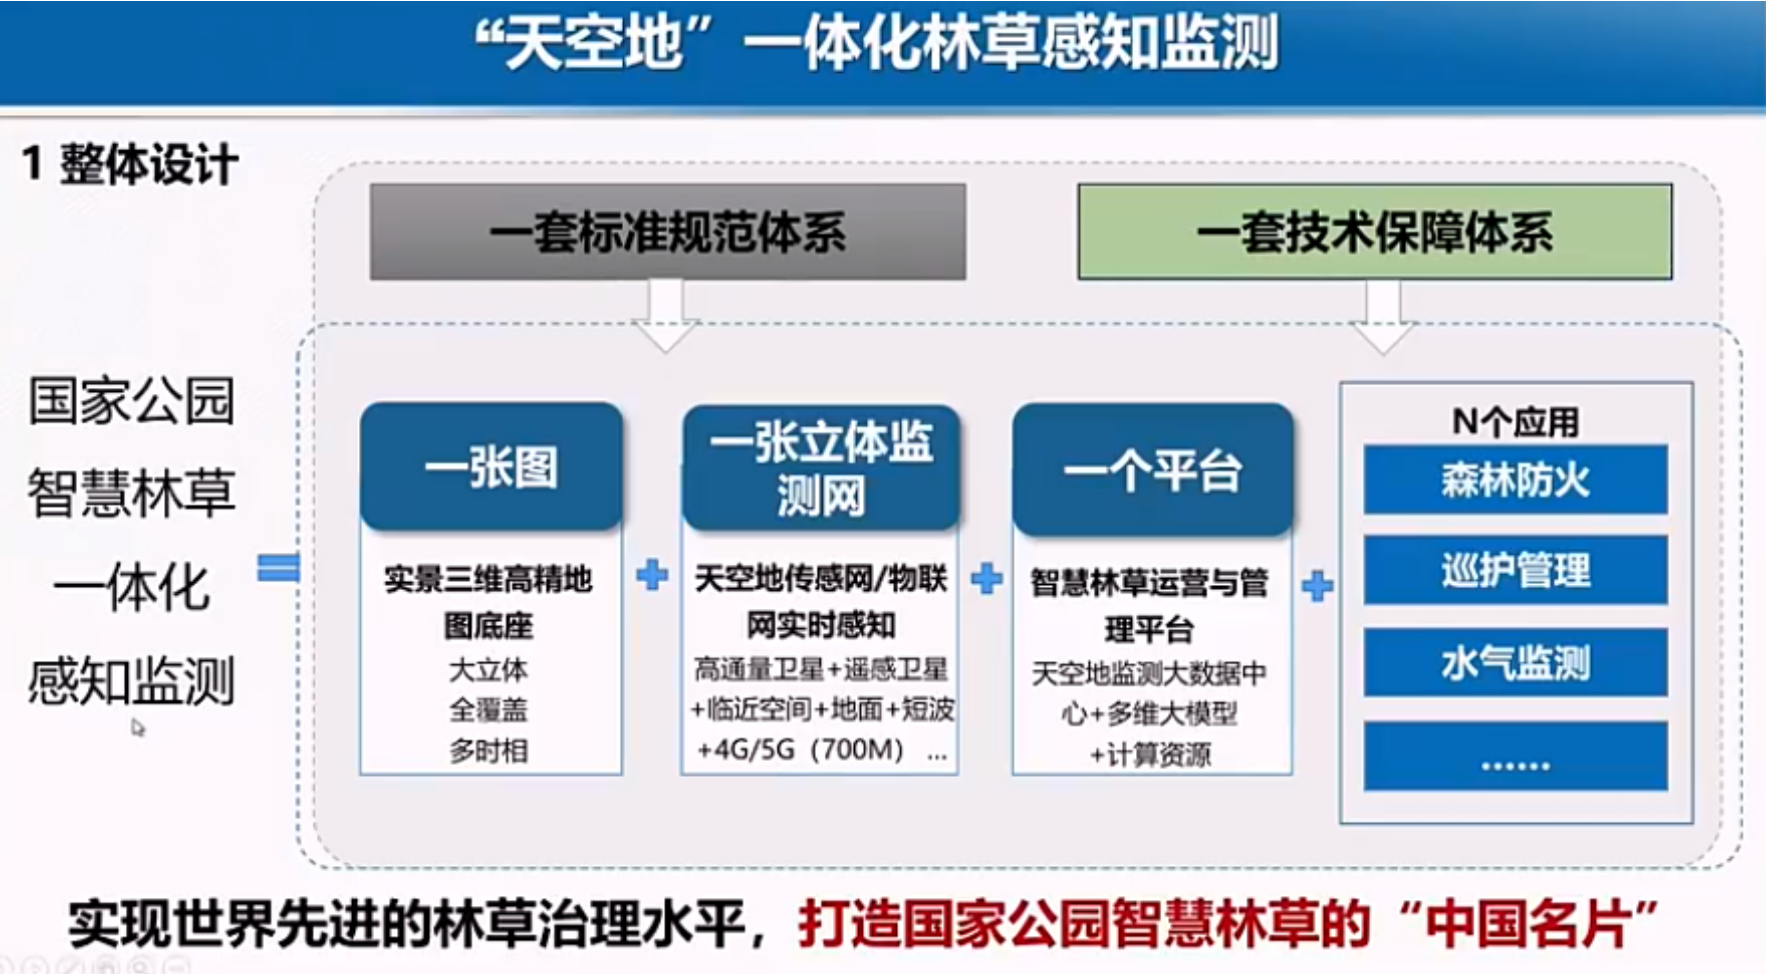 “天空地”一体化林草感知监测
1 整体设计
一套标准规范体系
一套技术保障体系
国家公园
智慧林草
一体化
感知监测
一张图
实景三维高精地
图底座
大立体
全覆盖
多时相
一张立体监
测网
天空地传感网/物联
网实时感知
高通量卫星+遥感卫星
+临近空间+地面+短波
+4G/5G（700M） ...
一个平台
智慧林草运营与管
理平台
天空地监测大数据中
心+多维大模型
+计算资源
N个应用
森林防火
巡护管理
水气监测
……
实现世界先进的林草治理水平，打造国家公园智慧林草的“中国名片”